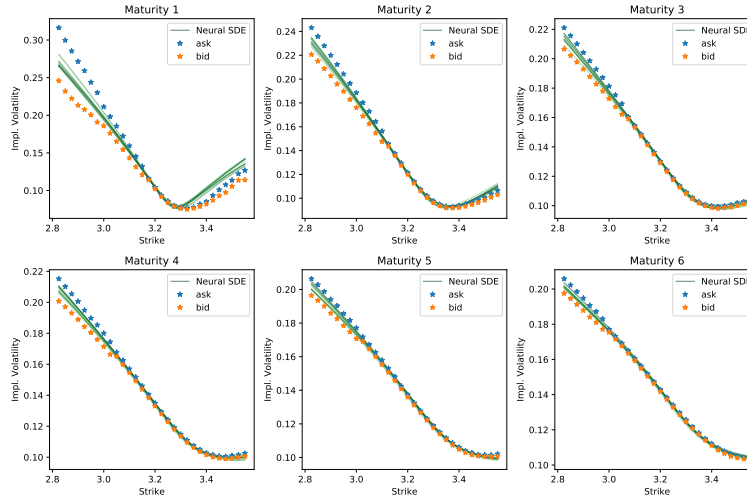 Maturity 1
Impl. Volatility
0.30
0.25
0.20
0.15
0.10
2.8 3.0 3.2 3.4
Strike
Neural SDE
ask
bid
Maturity 2
Impl. Volatility
0.24
0.22
0.20
0.18
0.16
0.14
0.12
0.10
2.8 3.0 3.2 3.4
Strike
Neural SDE
ask
bid
Maturity 3
Impl. Volatility
0.22
0.20
0.18
0.16
0.14
0.12
0.10
2.8 3.0 3.2 3.4
Strike
Neural SDE
ask
bid
Maturity 4
Impl. Volatility
0.22
0.20
0.18
0.16
0.14
0.12
0.10
2.8 3.0 3.2 3.4
Strike
Neural SDE
ask
bid
Maturity 5
Impl. Volatility
0.20
0.18
0.16
0.14
0.12
0.10
2.8 3.0 3.2 3.4
Strike
Neural SDE
ask
bid
Maturity 6
Impl. Volatility
0.20
0.18
0.16
0.14
0.12
0.10
2.8 3.0 3.2 3.4
Strike
Neural SDE
ask
bid